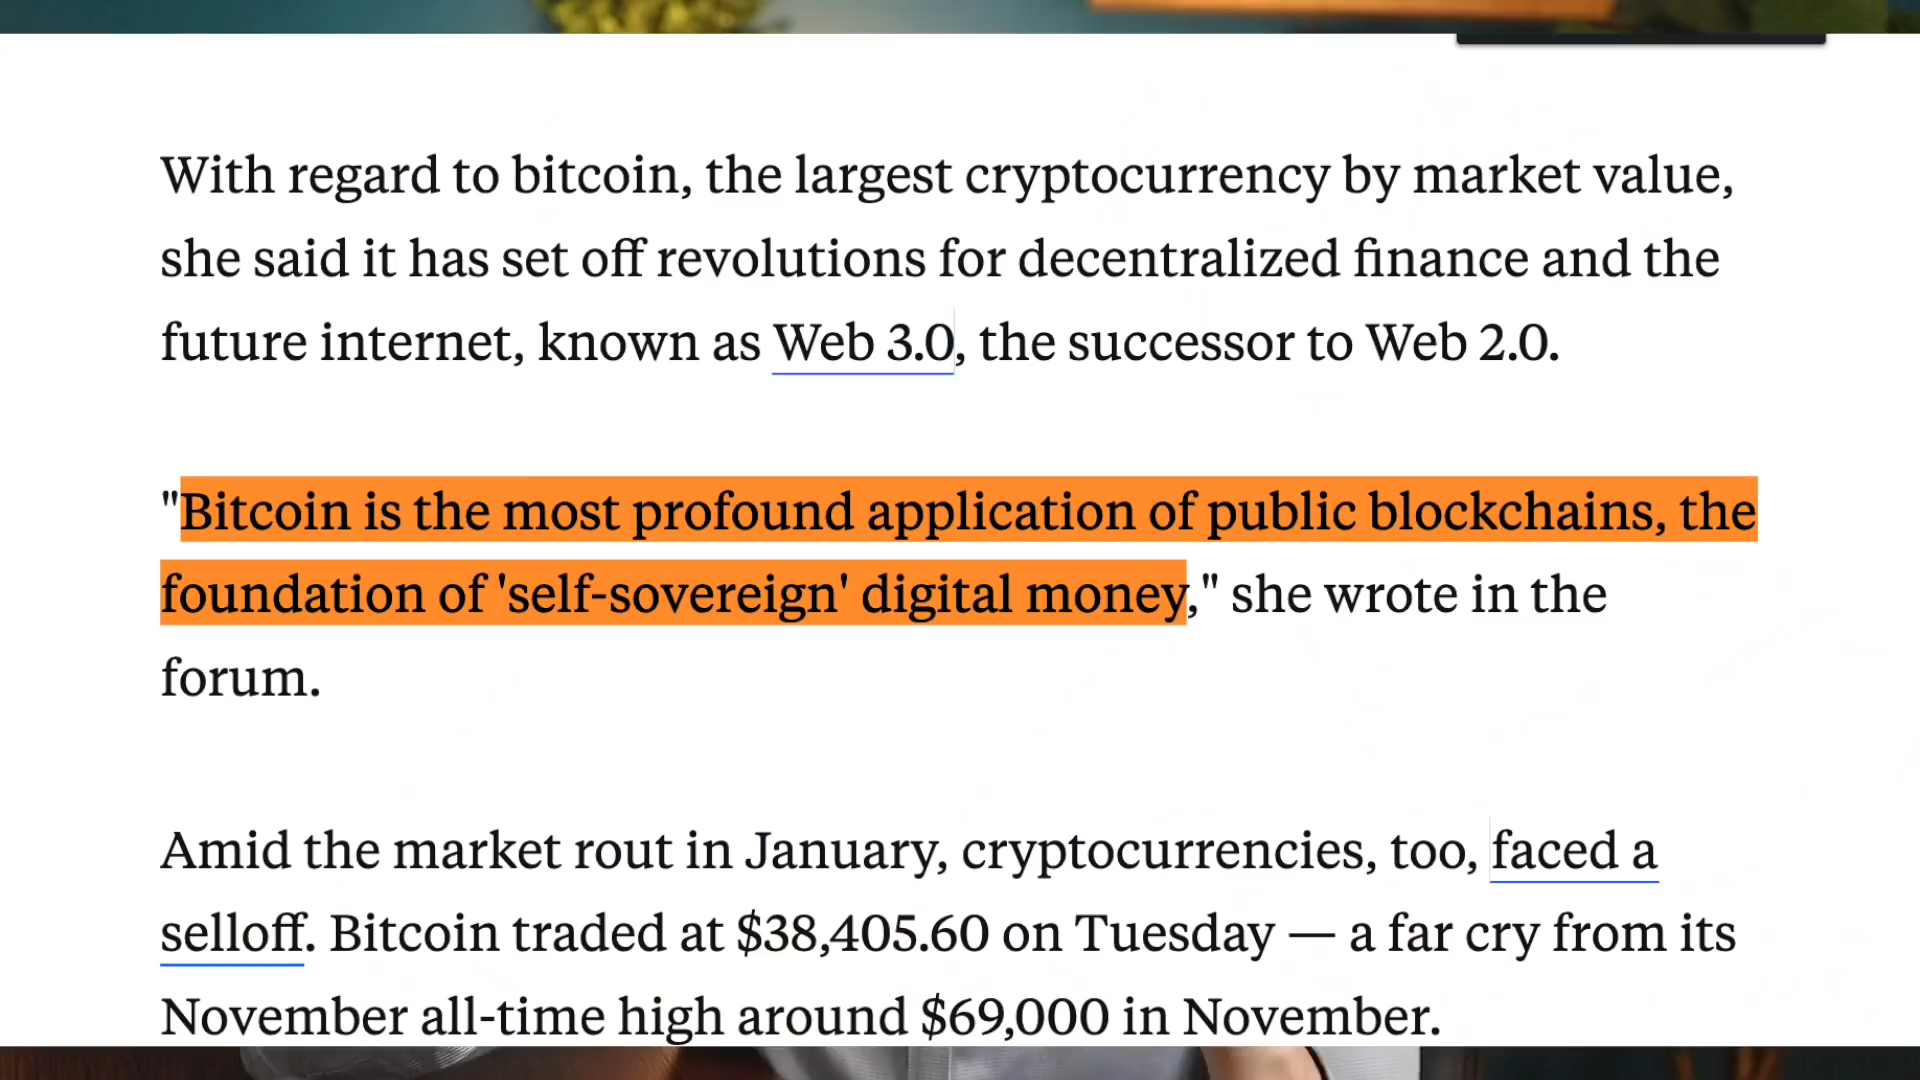 With regard to bitcoin, the largest cryptocurrency by market value,
she said it has set off revolutions for decentralized finance and the
future internet, known as Web 3.0, the successor to Web 2.0.
"Bitcoin is the most profound application of public blockchains, the
foundation of 'self-sovereign' digital money," she wrote in the
forum.
Amid the market rout in January, cryptocurrencies, too, faced a
selloff. Bitcoin traded at $38,405.60 on Tuesday — a far cry from its
November all-time high around $69,000 in November.